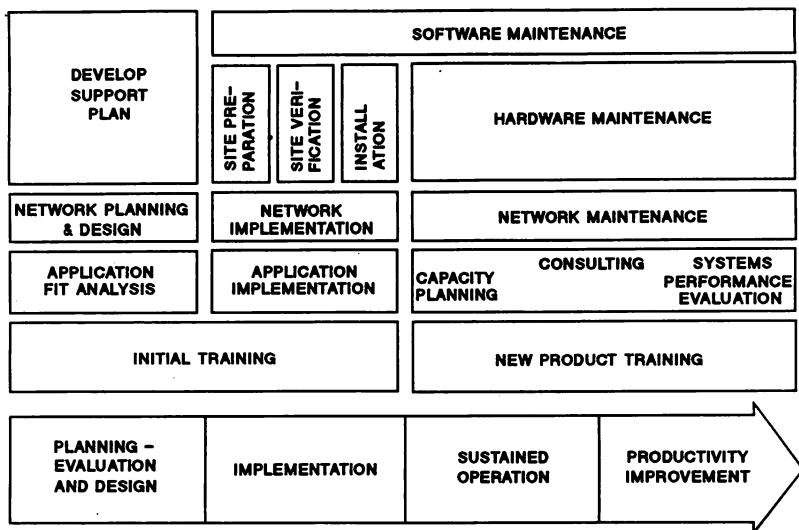 SOFTWARE MAINTENANCE
DEVELOP
SUPPORT
PLAN
SITE PRE-
PARATION
SITE VERI-
FICATION
INSTALL
ATION
HARDWARE MAINTENANCE
NETWORK PLANNING
& DESIGN
NETWORK
IMPLEMENTATION
NETWORK MAINTENANCE
APPLICATION
FIT ANALYSIS
APPLICATION
IMPLEMENTATION
CAPACITY
PLANNING
CONSULTING
SYSTEMS
PERFORMANCE
EVALUATION
INITIAL TRAINING
NEW PRODUCT TRAINING
PLANNING -
EVALUATION
AND DESIGN
IMPLEMENTATION
SUSTAINED
OPERATION
PRODUCTIVITY
IMPROVEMENT